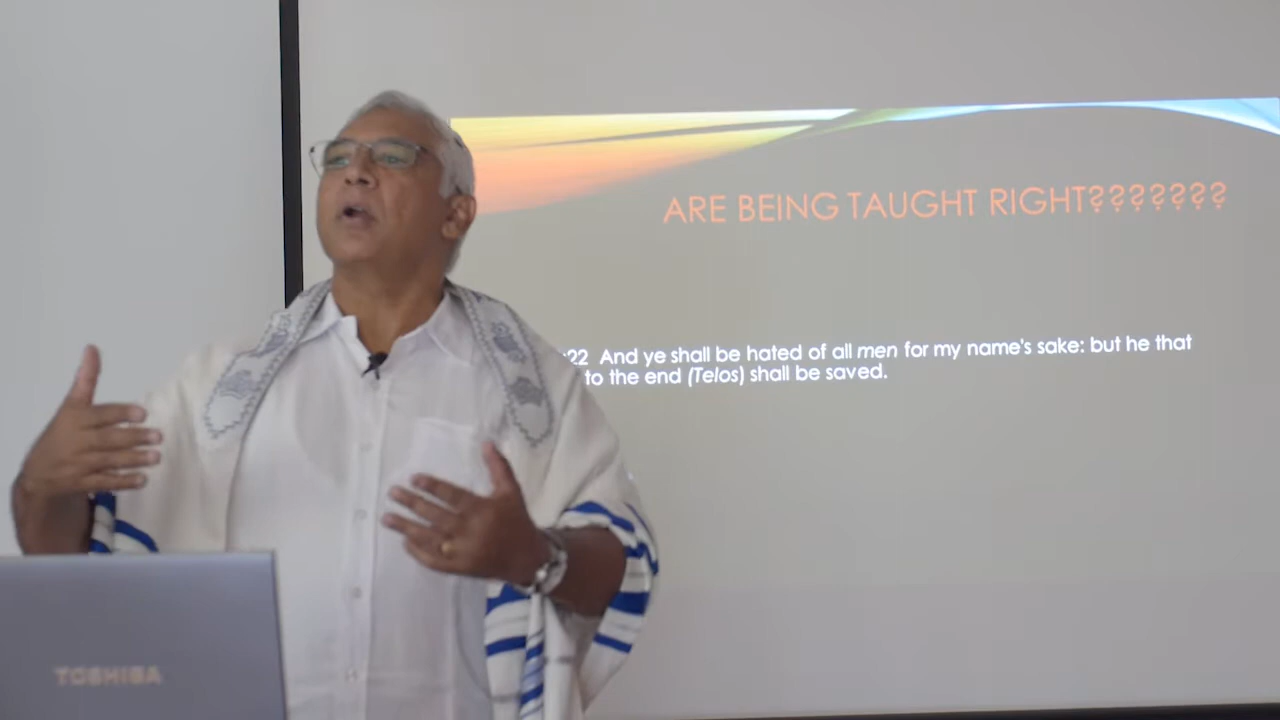 ARE BEING TAUGHT RIGHT???????
:22 And ye shall be hated of all men for my name's sake: but he that
to the end (Telos) shall be saved.
TOSHIBA